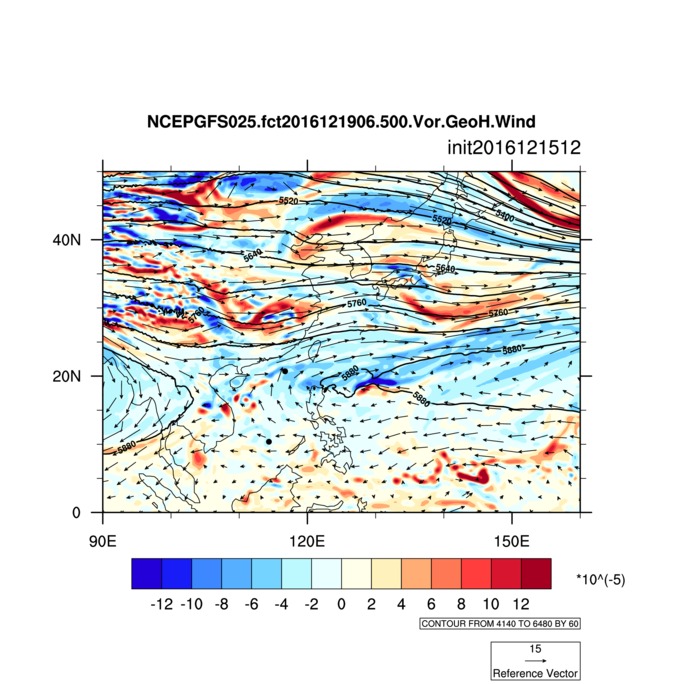 NCEPGFS025.fct2016121906.500.Vor.GeoH.Wind
init2016121512
5520
5520
5400
40N
5640
5640
5760
5760
5760
5880
20N
5880
5880
5880
0
90E 120E 150E
-12 -10 -8 -6 -4 -2 0 2 4 6 8 10 12 *10^(-5)
CONTOUR FROM 4140 TO 6480 BY 60
15
Reference Vector